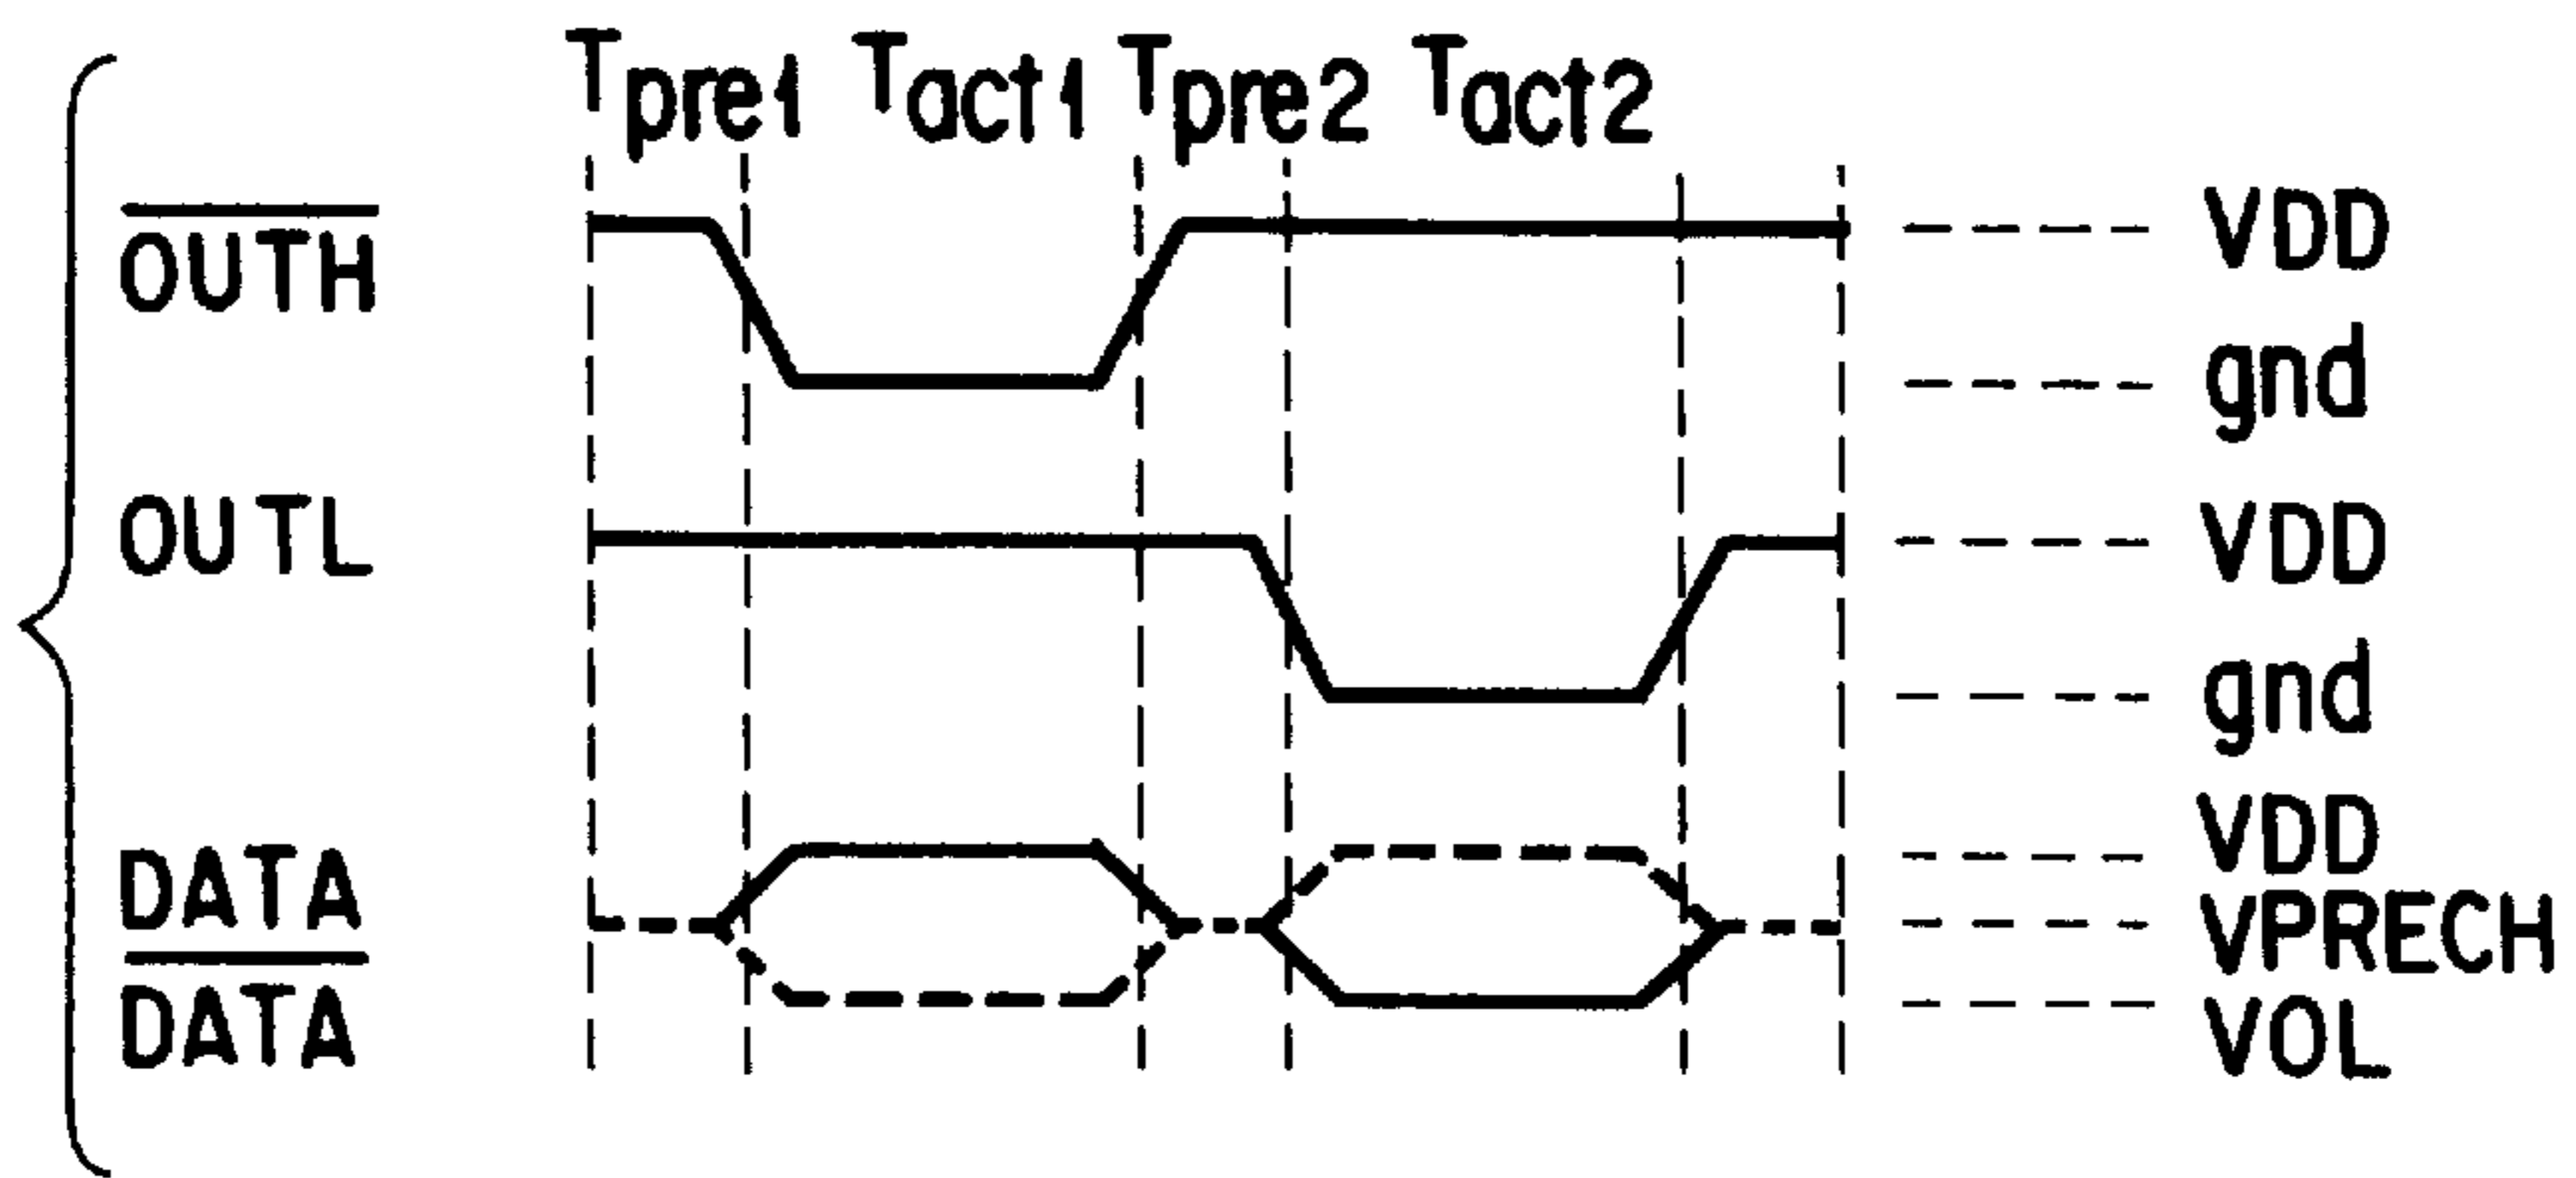 Tpre1 Tact1 Tpre2 Tact2
OUTH VDD
gnd
OUTL VDD
gnd
VDD
DATA
VPRECH
DATA
VOL